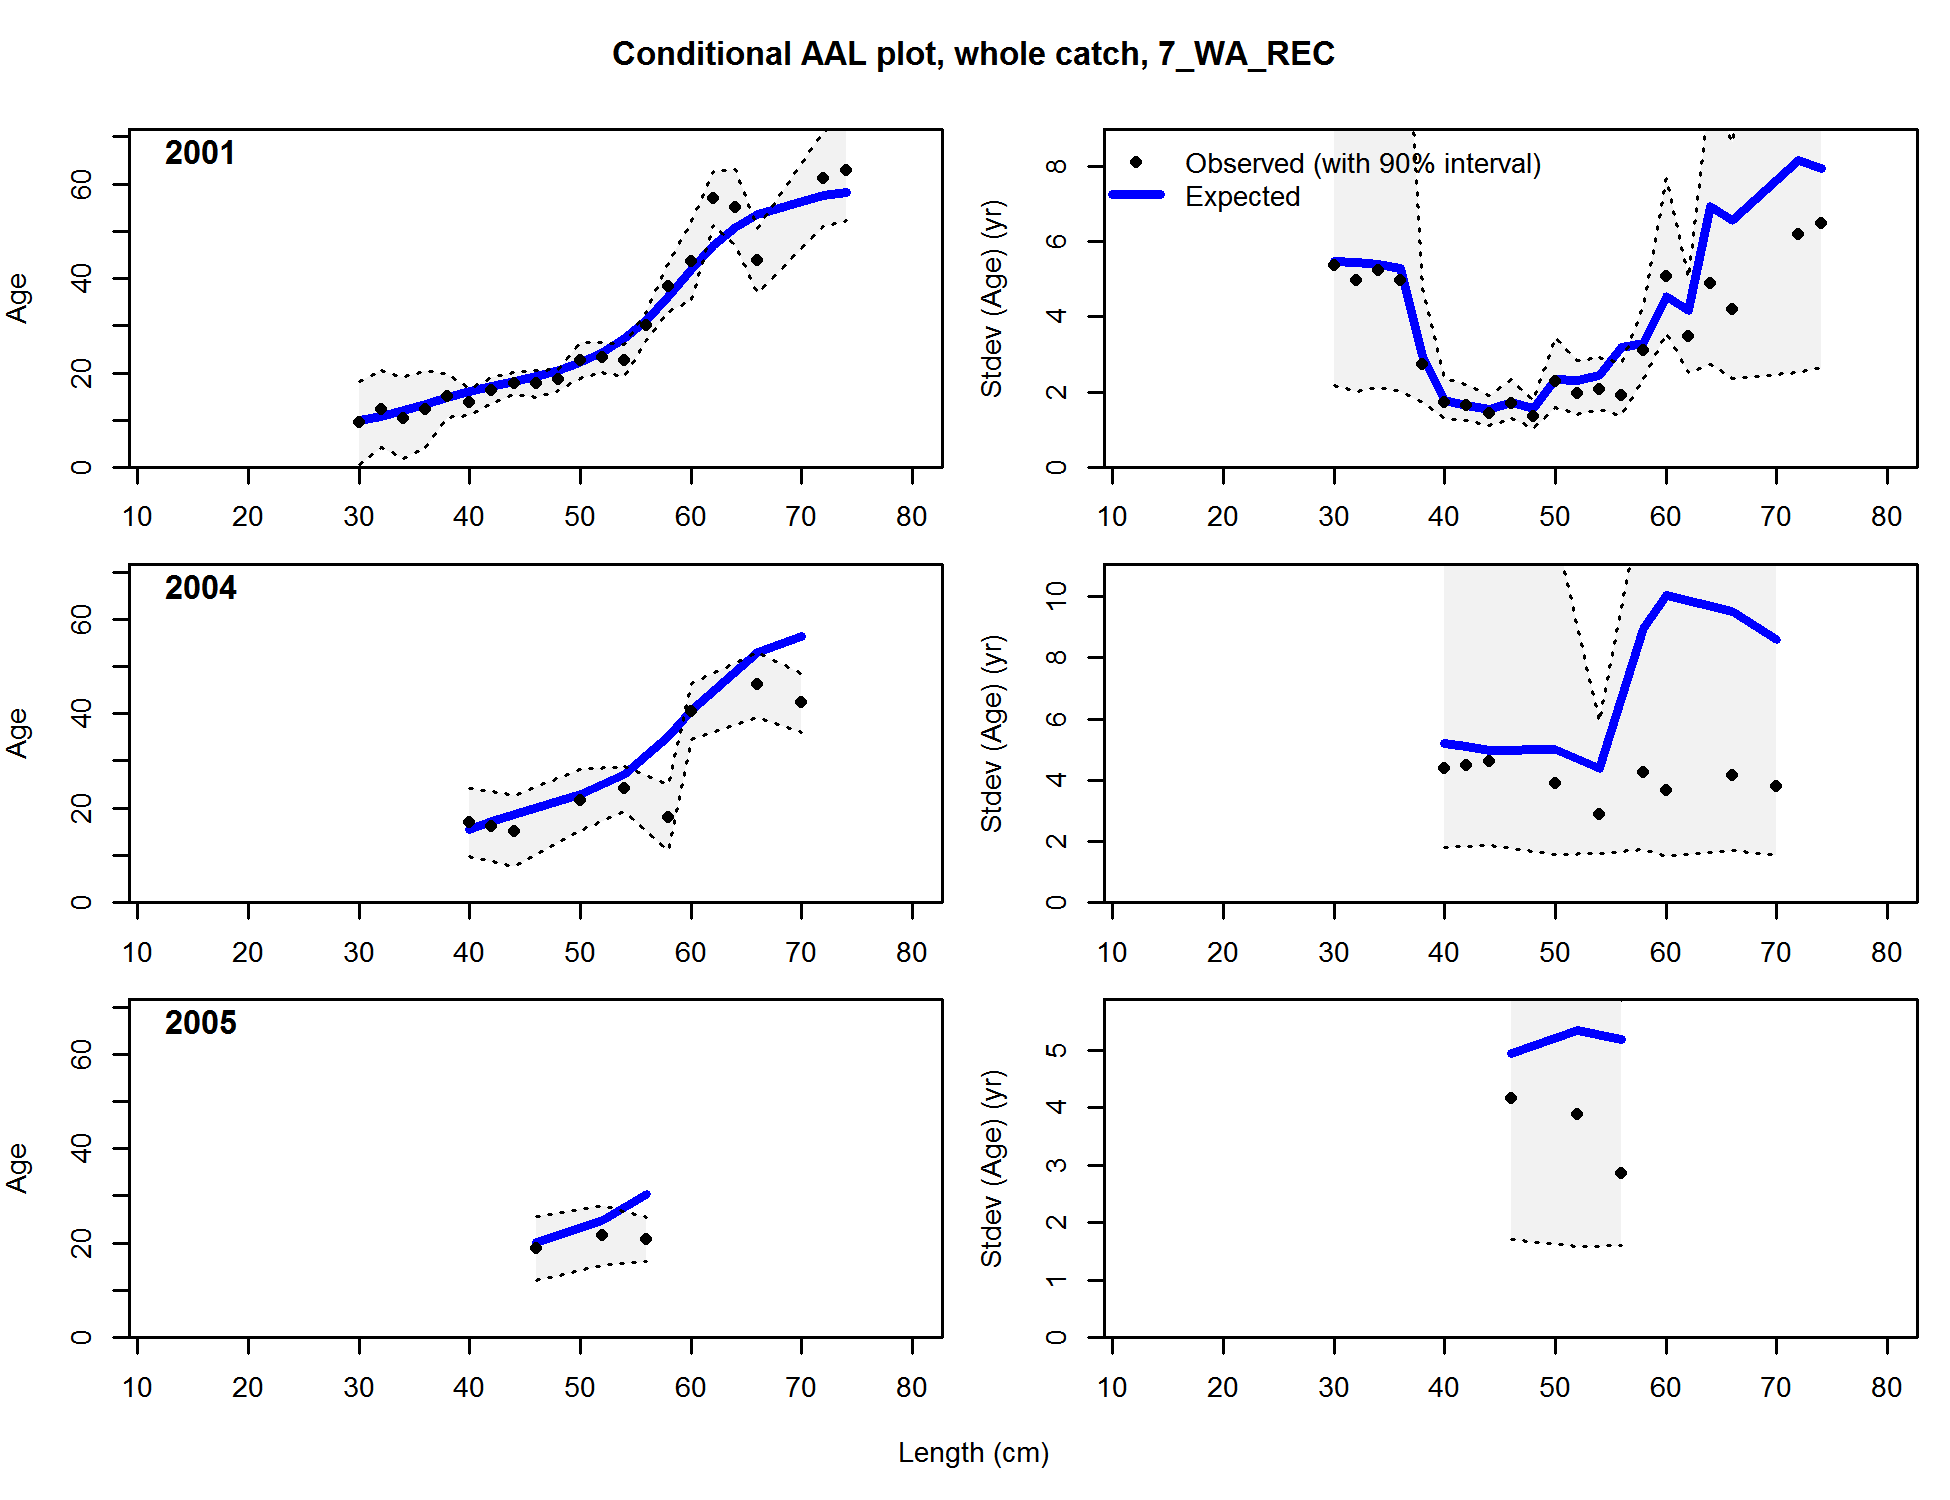 Conditional AAL plot, whole catch, 7_WA_REC
2001
Age
0 20 40 60
10 20 30 40 50 60 70 80
Observed (with 90% interval)
Expected
Stdev (Age) (yr)
0 2 4 6 8
10 20 30 40 50 60 70 80
2004
Age
0 20 40 60
10 20 30 40 50 60 70 80
Stdev (Age) (yr)
0 2 4 6 8 10
10 20 30 40 50 60 70 80
2005
Age
0 20 40 60
10 20 30 40 50 60 70 80
Stdev (Age) (yr)
0 1 2 3 4 5
10 20 30 40 50 60 70 80
Length (cm)